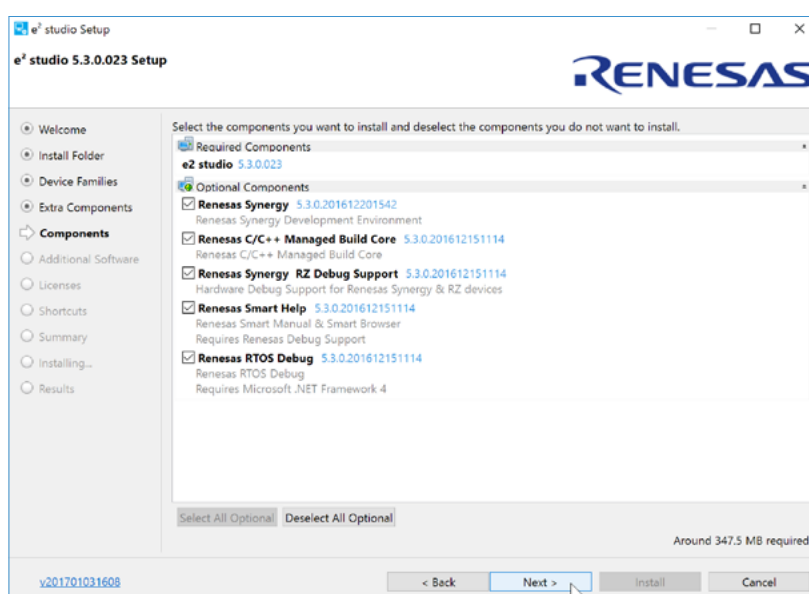 e² studio Setup
e² studio 5.3.0.023 Setup
RENESAS
Welcome
Install Folder
Device Families
Extra Components
Components
Additional Software
Licenses
Shortcuts
Summary
Installing...
Results
Select the components you want to install and deselect the components you do not want to install.
Required Components
e2 studio 5.3.0.023
Optional Components
Renesas Synergy 5.3.0.201612201542
Renesas Synergy Development Environment
Renesas C/C++ Managed Build Core 5.3.0.201612151114
Renesas C/C++ Managed Build Core
Renesas Synergy RZ Debug Support 5.3.0.201612151114
Hardware Debug Support for Renesas Synergy & RZ devices
Renesas Smart Help 5.3.0.201612151114
Renesas Smart Manual & Smart Browser
Requires Renesas Debug Support
Renesas RTOS Debug 5.3.0.201612151114
Renesas RTOS Debug
Requires Microsoft .NET Framework 4
Select All Optional Deselect All Optional
Around 347.5 MB required
v201701031608 < Back Next > Install Cancel